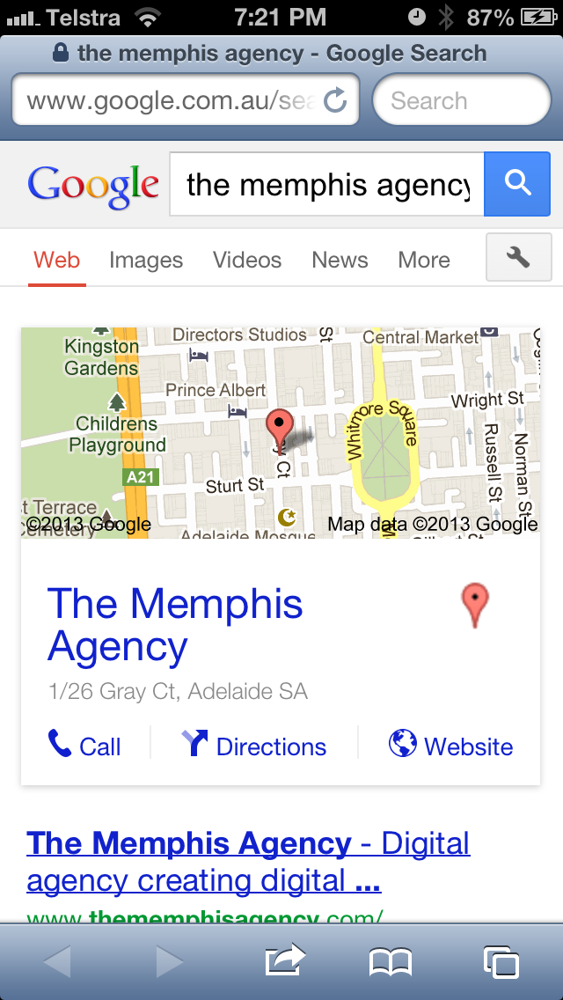 Telstra 7:21 PM 87%
the memphis agency - Google Search
www.google.com.au/sea
Search
Google the memphis agency
Web Images Videos News More
Directors Studios
St
Central Market
Kingston
Gardens
Prince Albert
Wright St
Whitmore Square
Childrens
Playground
A21
Ct
Sturt St
Russell St
Norman St
t Terrace
Cemetery
©2013 Google
Adelaide Mosque
Map data ©2013 Google
The Memphis
Agency
1/26 Gray Ct, Adelaide SA
Call Directions Website
The Memphis Agency - Digital
agency creating digital ...
www.thememphisagency.com/